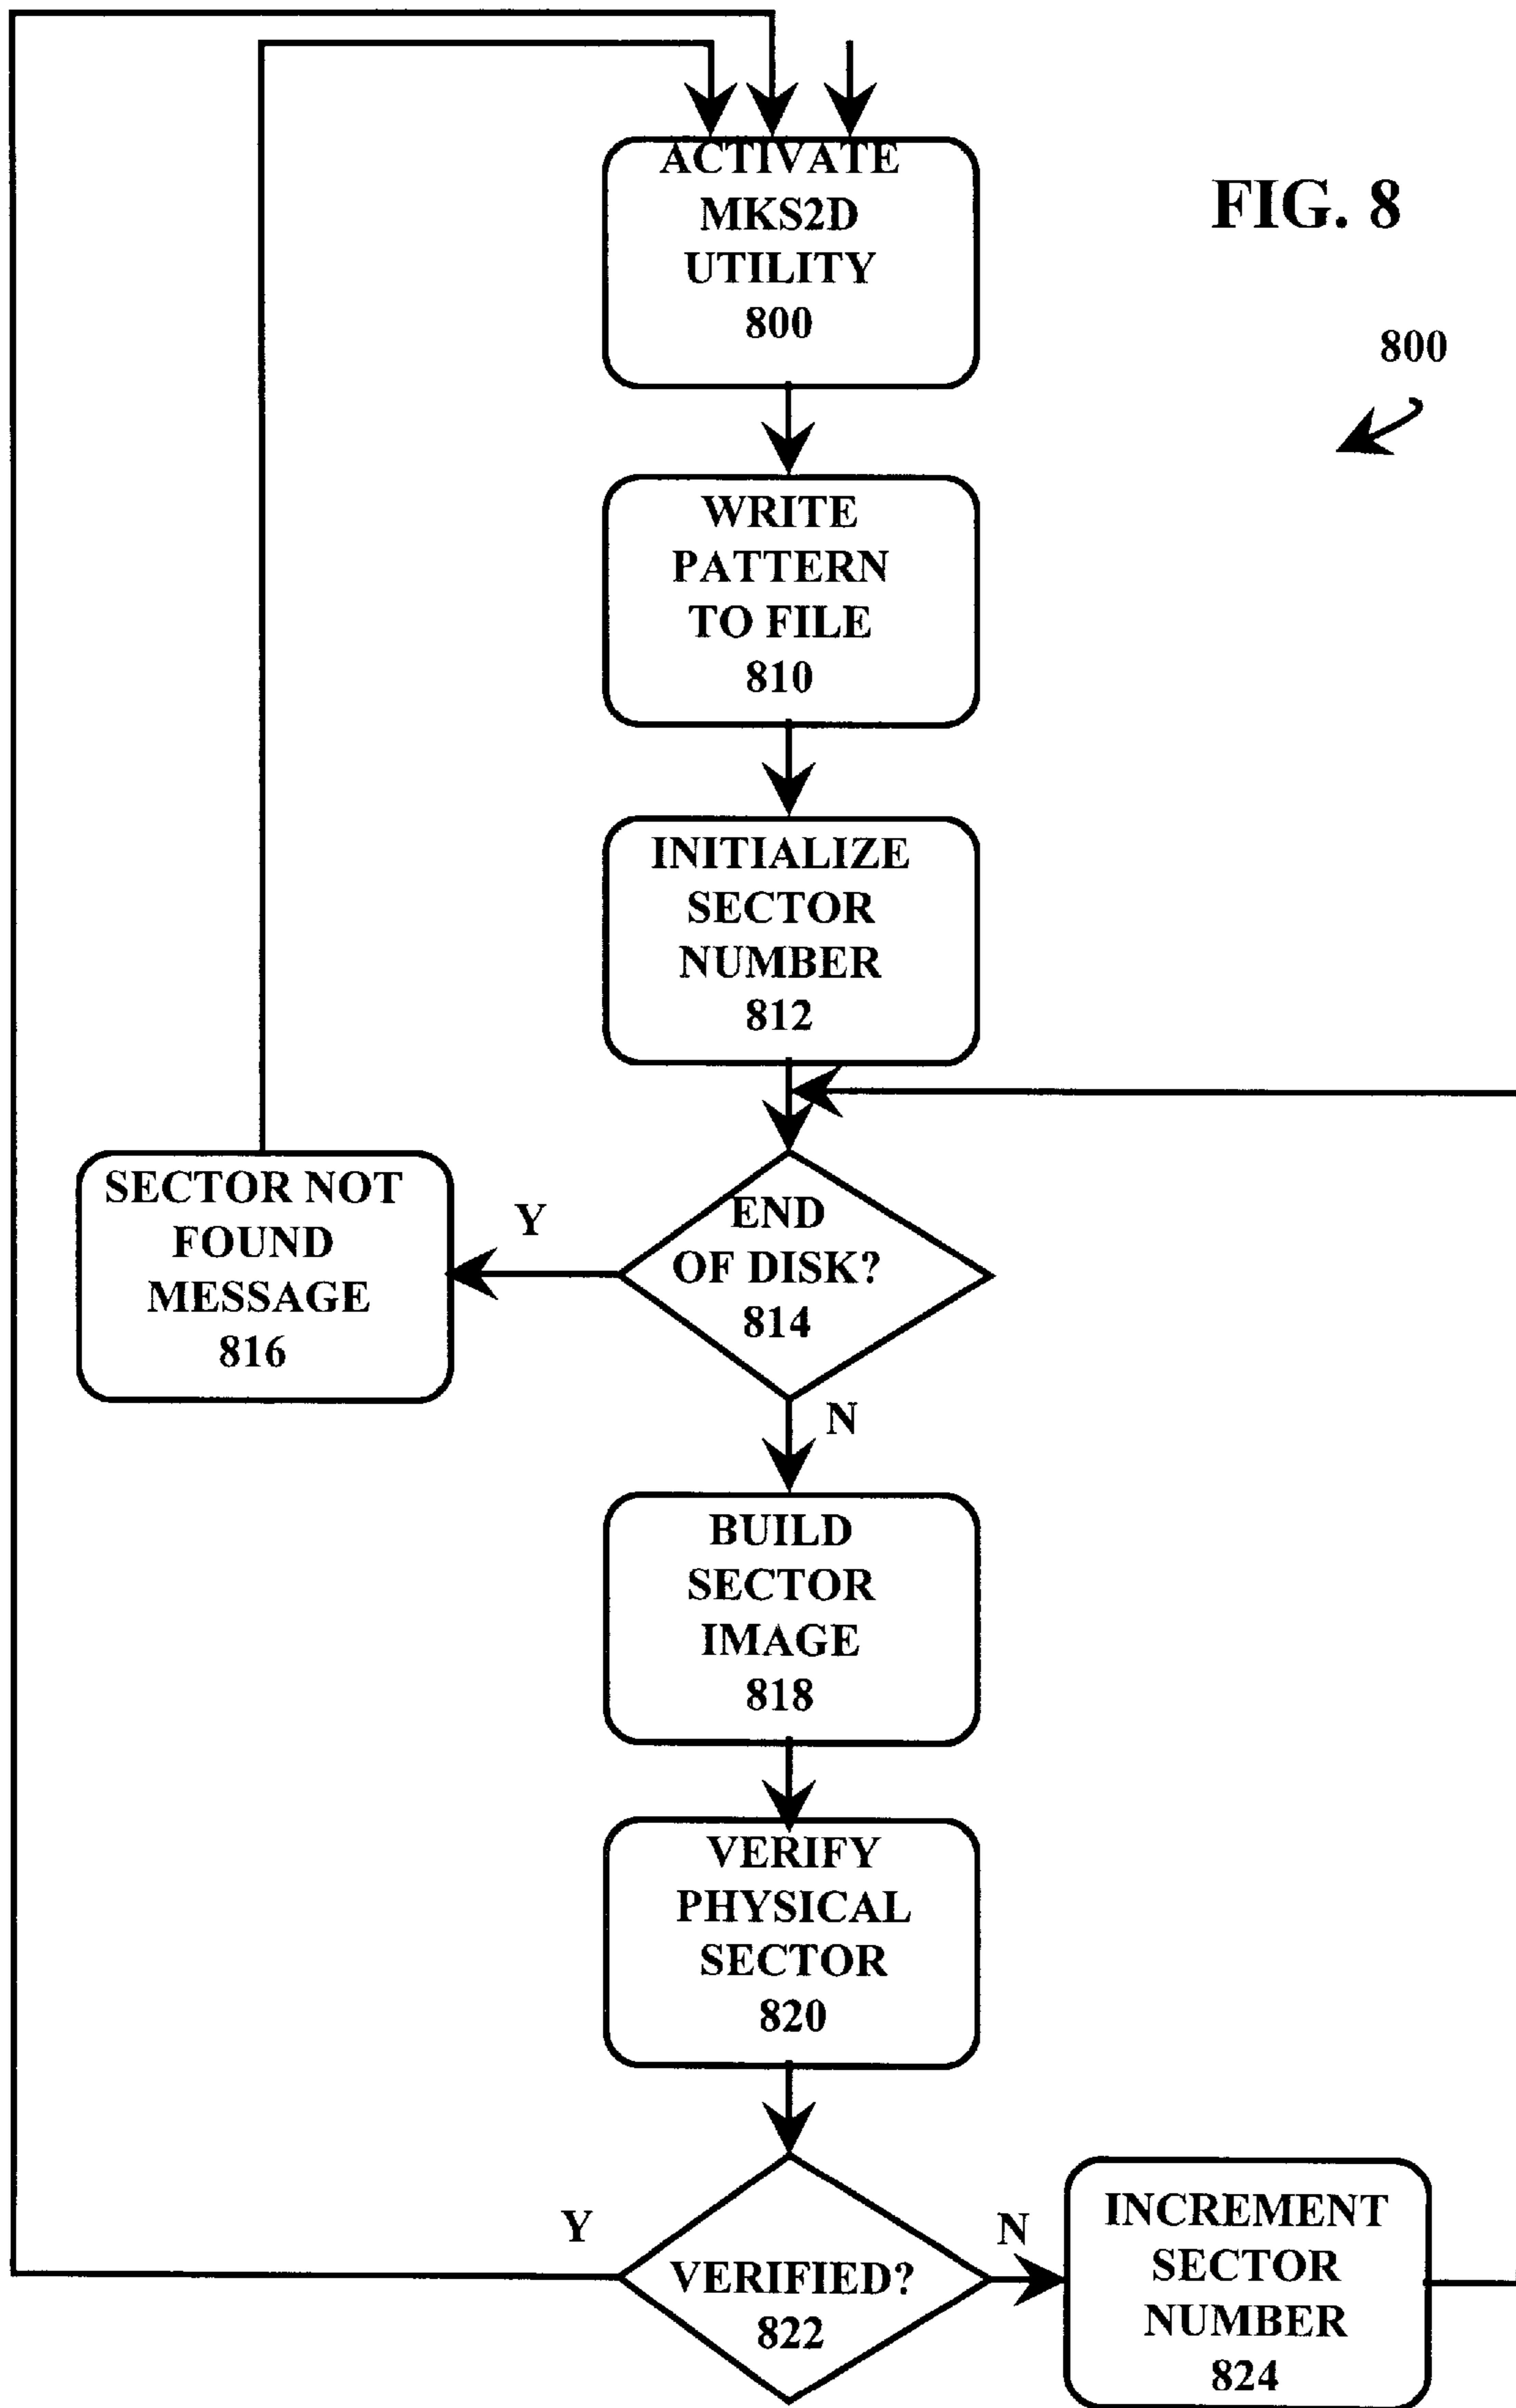 ACTIVATE
MKS2D
UTILITY
800
FIG. 8
800
WRITE
PATTERN
TO FILE
810
INITIALIZE
SECTOR
NUMBER
812
SECTOR NOT
FOUND
MESSAGE
816
Y
END
OF DISK?
814
N
BUILD
SECTOR
IMAGE
818
VERIFY
PHYSICAL
SECTOR
820
Y
VERIFIED?
822
N
INCREMENT
SECTOR
NUMBER
824